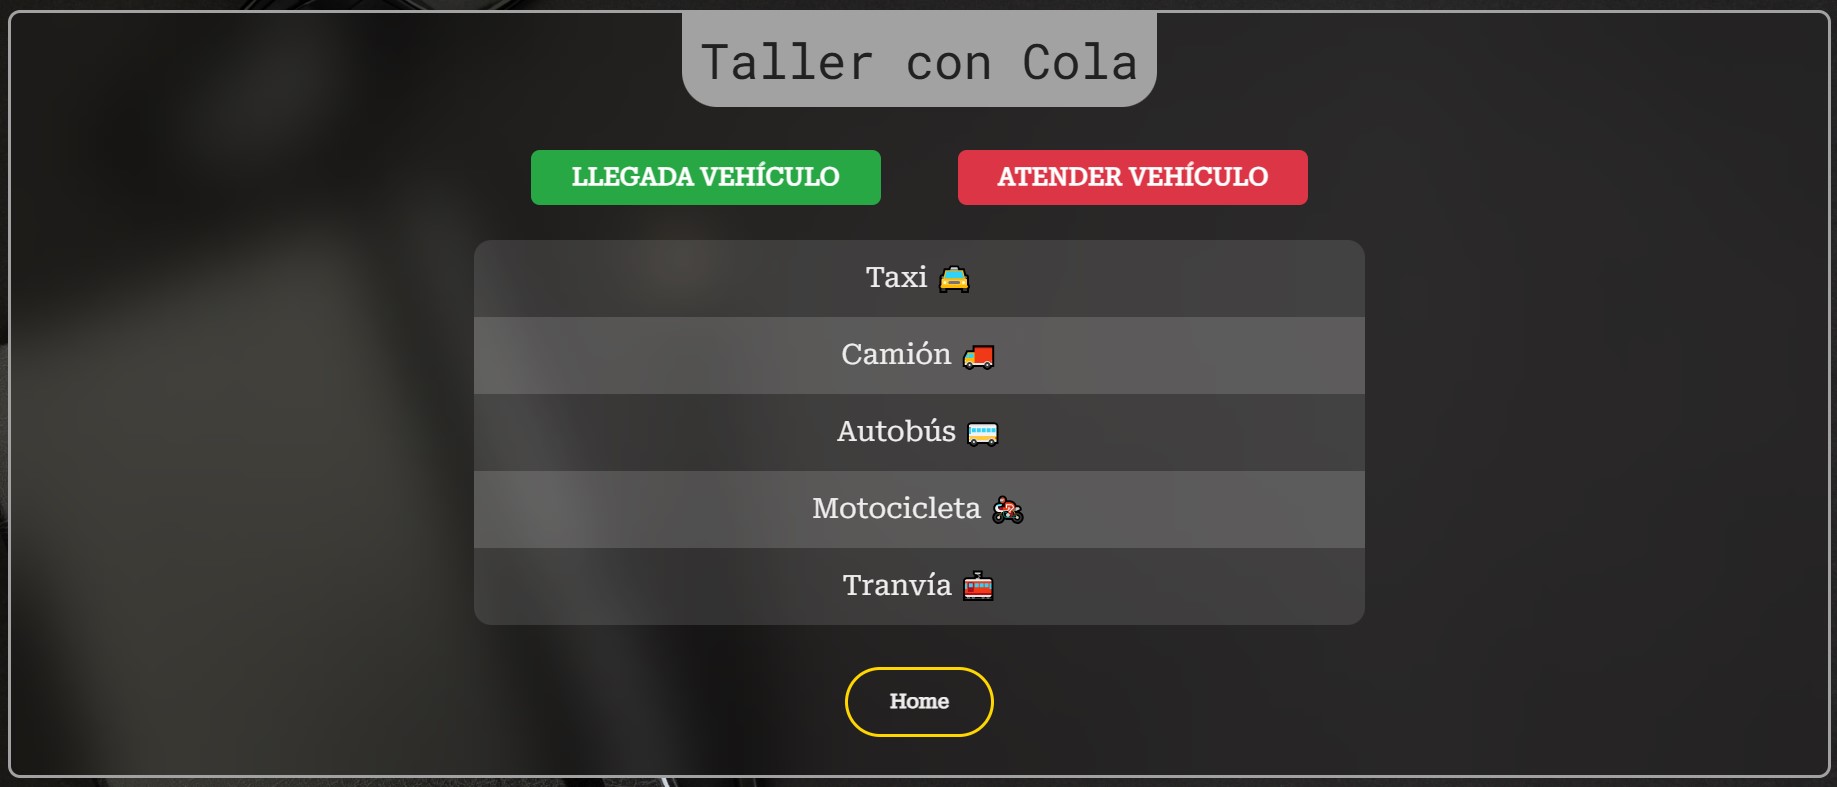 Taller con Cola
LLEGADA VEHÍCULO
ATENDER VEHÍCULO
Taxi 🚖
Camión 🚚
Autobús 🚌
Motocicleta 🏍
Tranvía 🚋
Home